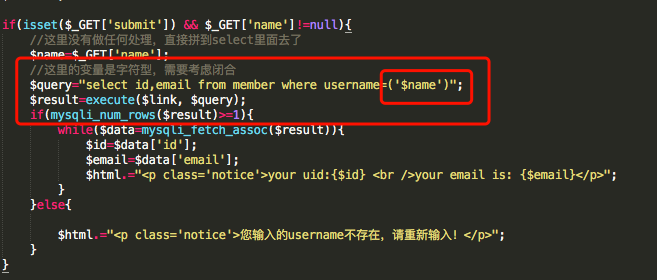 if(isset($_GET['submit']) && $_GET['name']!=null){
//这里没有做任何处理，直接拼到select里面去了
$name=$_GET['name'];
//这里的变量是字符型，需要考虑闭合
$query="select id,email from member where username=('$name')";
$result=execute($link, $query);
if(mysqli_num_rows($result)>=1){
while($data=mysqli_fetch_assoc($result)){
$id=$data['id'];
$email=$data['email'];
$html.="<p class='notice'>your uid:{$id} <br />your email is: {$email}</p>";
}
}else{
$html.="<p class='notice'>您输入的username不存在，请重新输入！</p>";
}
}